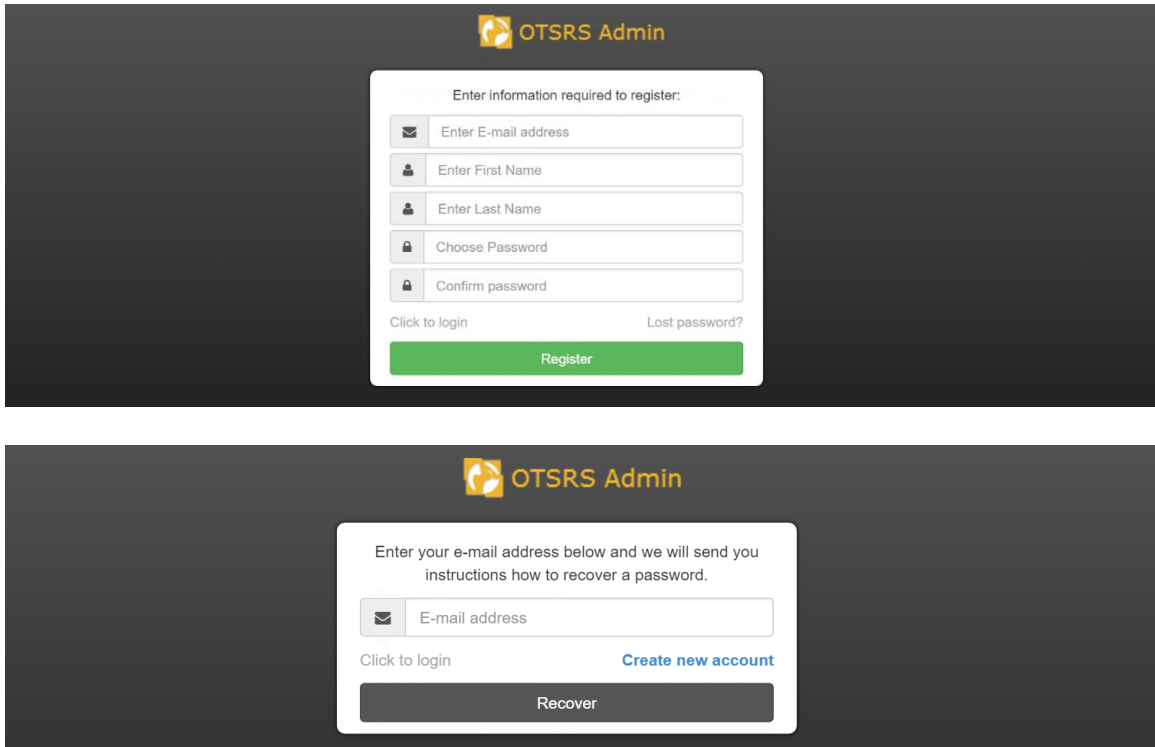 OTSRS Admin
Enter information required to register:
Enter E-mail address
Enter First Name
Enter Last Name
Choose Password
Confirm password
Click to login Lost password?
Register
OTSRS Admin
Enter your e-mail address below and we will send you
instructions how to recover a password.
E-mail address
Click to login Create new account
Recover